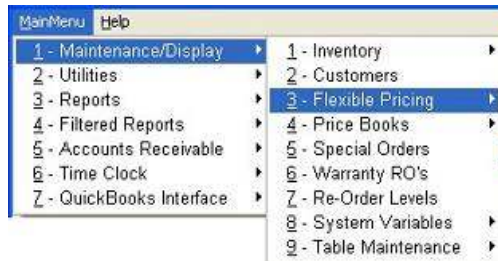 MainMenu Help
1 - Maintenance/Display
2 - Utilities
3 - Reports
4 - Filtered Reports
5 - Accounts Receivable
6 - Time Clock
7 - QuickBooks Interface
1 - Inventory
2 - Customers
3 - Flexible Pricing
4 - Price Books
5 - Special Orders
6 - Warranty RO's
7 - Re-Order Levels
8 - System Variables
9 - Table Maintenance